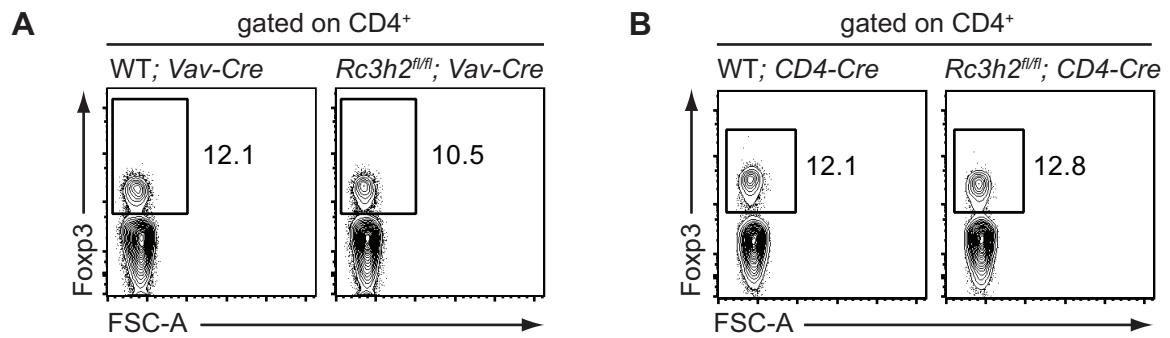 A
gated on CD4⁺
WT; Vav-Cre
Rc3h2fl/fl; Vav-Cre
12.1
10.5
Foxp3
FSC-A
B
gated on CD4⁺
WT; CD4-Cre
Rc3h2fl/fl; CD4-Cre
12.1
12.8
Foxp3
FSC-A